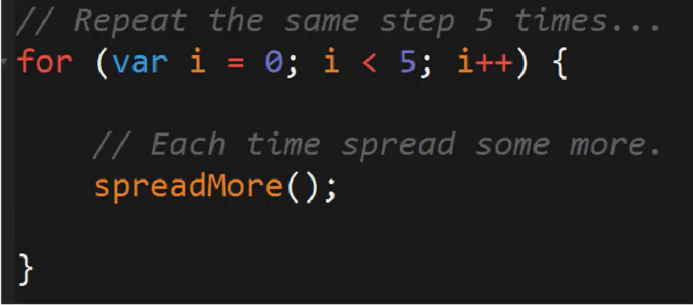 // Repeat the same step 5 times...
for (var i = 0; i < 5; i++) {
// Each time spread some more.
spreadMore();
}